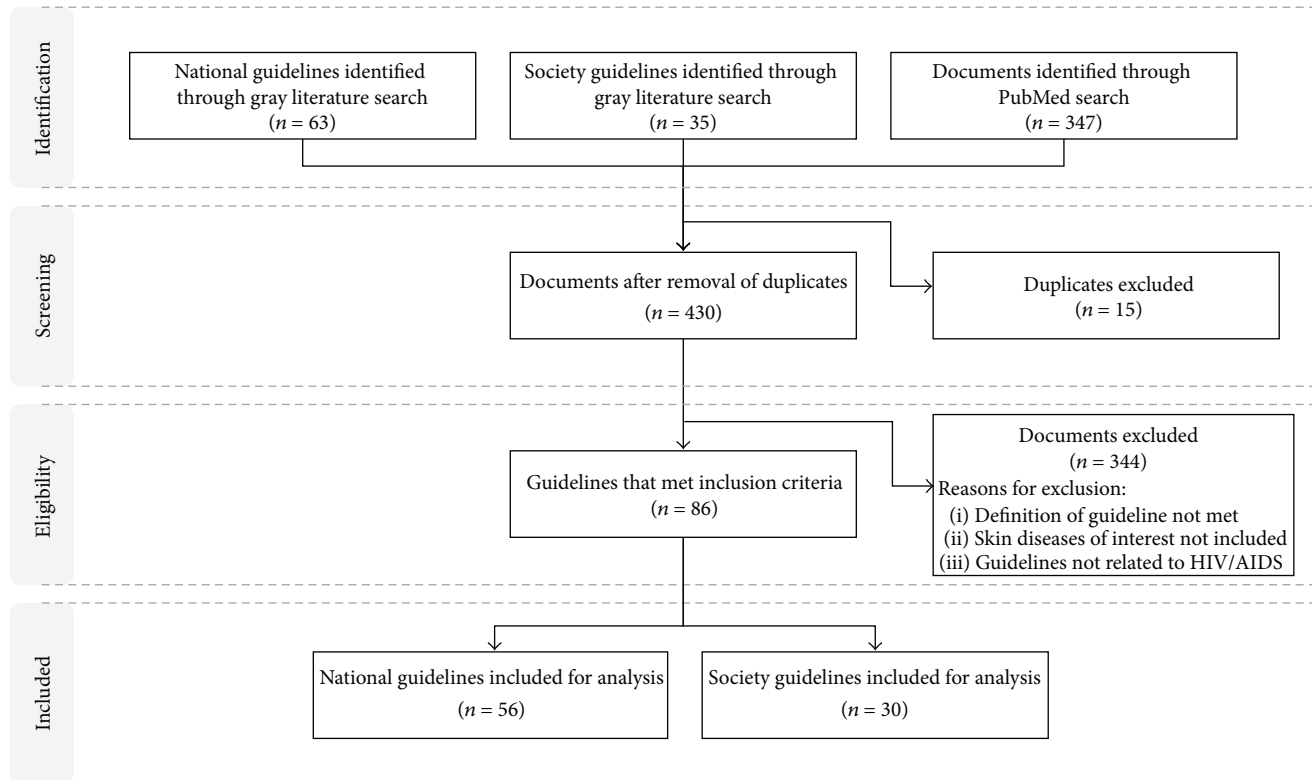 Identification
National guidelines identified
through gray literature search
(n = 63)
Society guidelines identified through
gray literature search
(n = 35)
Documents identified through
PubMed search
(n = 347)
Screening
Documents after removal of duplicates
(n = 430)
Duplicates excluded
(n = 15)
Eligibility
Guidelines that met inclusion criteria
(n = 86)
Documents excluded
(n = 344)
Reasons for exclusion:
(i) Definition of guideline not met
(ii) Skin diseases of interest not included
(iii) Guidelines not related to HIV/AIDS
Included
National guidelines included for analysis
(n = 56)
Society guidelines included for analysis
(n = 30)